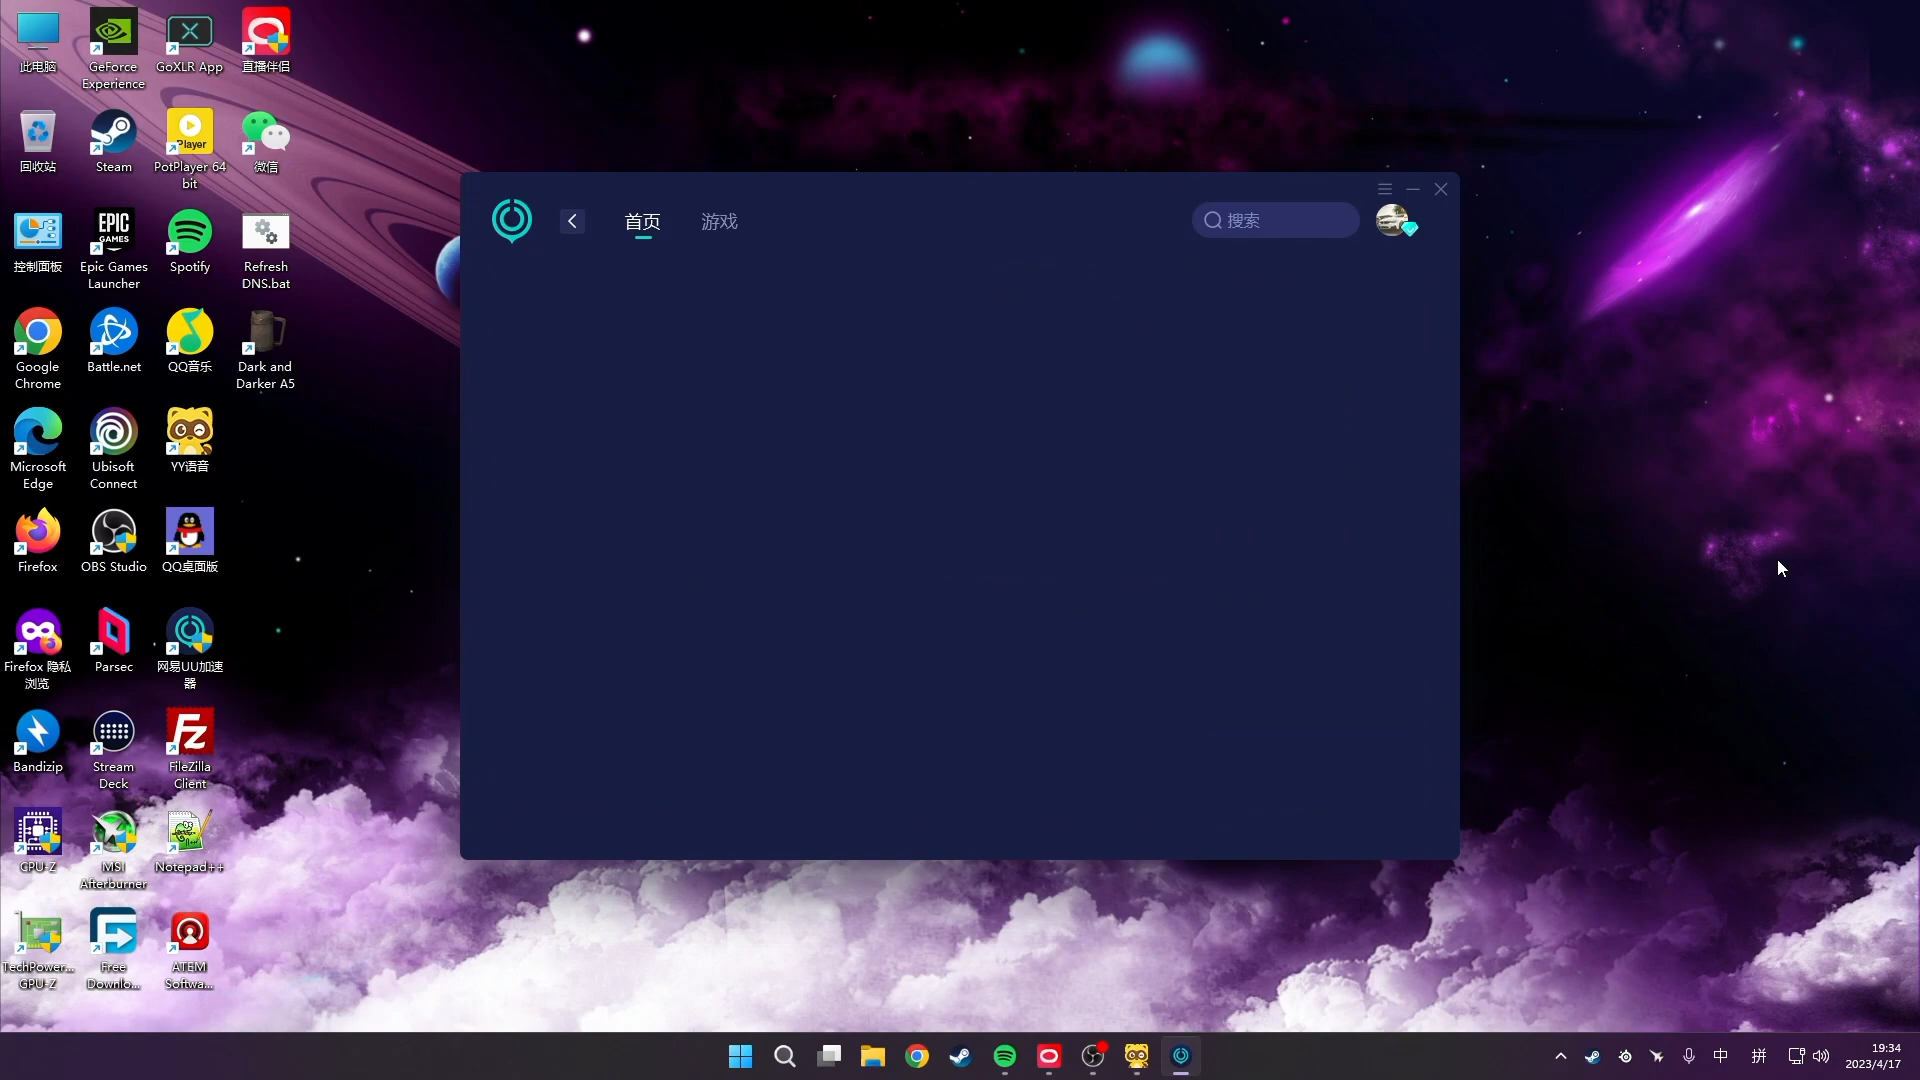 此电脑
GeForce
Experience
GoXLR App
直播伴侣
回收站
Steam
Player
PotPlayer 64
bit
微信
控制面板
EPIC
GAMES
Epic Games
Launcher
Spotify
Refresh
DNS.bat
Google
Chrome
Battle.net
QQ音乐
Dark and
Darker A5
Microsoft
Edge
Ubisoft
Connect
YY语音
Firefox
OBS Studio
QQ桌面版
Firefox 隐私
浏览
Parsec
网易UU加速
器
Bandizip
Stream
Deck
Fz
FileZilla
Client
GPU-Z
MSI
Afterburner
Notepad++
TechPower...
GPU-Z
Free
Downlo...
ATEM
Softwa...
首页
游戏
搜索
中
拼
19:34
2023/4/17